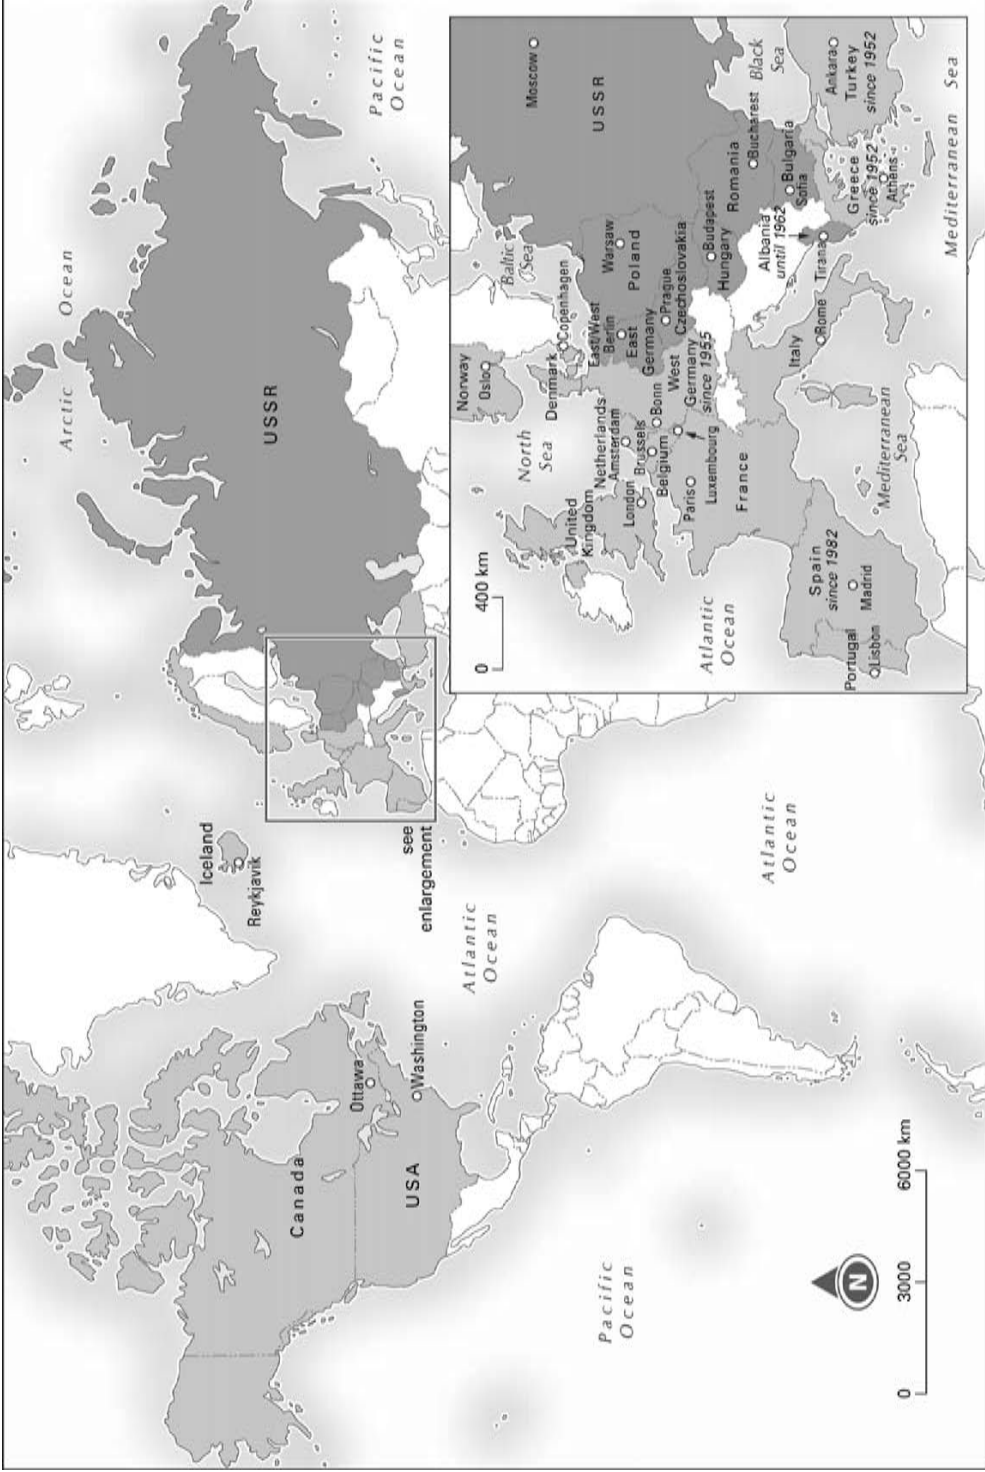 Arctic Ocean
Pacific
Ocean
USSR
Iceland
Reykjavik
see
enlargement
Canada
Ottawa
USA
Washington
Atlantic
Ocean
Atlantic
Ocean
Pacific
Ocean
N
0 3000 6000 km
0 400 km
Norway
Oslo
North
Sea
Baltic
Sea
Denmark
Copenhagen
Moscow
USSR
United
Kingdom
London
Netherlands
Amsterdam
Brussels
Belgium
Bonn
East/West
Berlin
East
Germany
West
Germany
since 1955
Luxembourg
Paris
France
Warsaw
Poland
Prague
Czechoslovakia
Budapest
Hungary
Romania
Bucharest
Black
Sea
Bulgaria
Sofia
Albania
until 1962
Tirana
Italy
Rome
Greece
since 1952
Athens
Ankara
Turkey
since 1952
Spain
since 1982
Madrid
Portugal
Lisbon
Atlantic
Ocean
Mediterranean
Sea
Mediterranean Sea